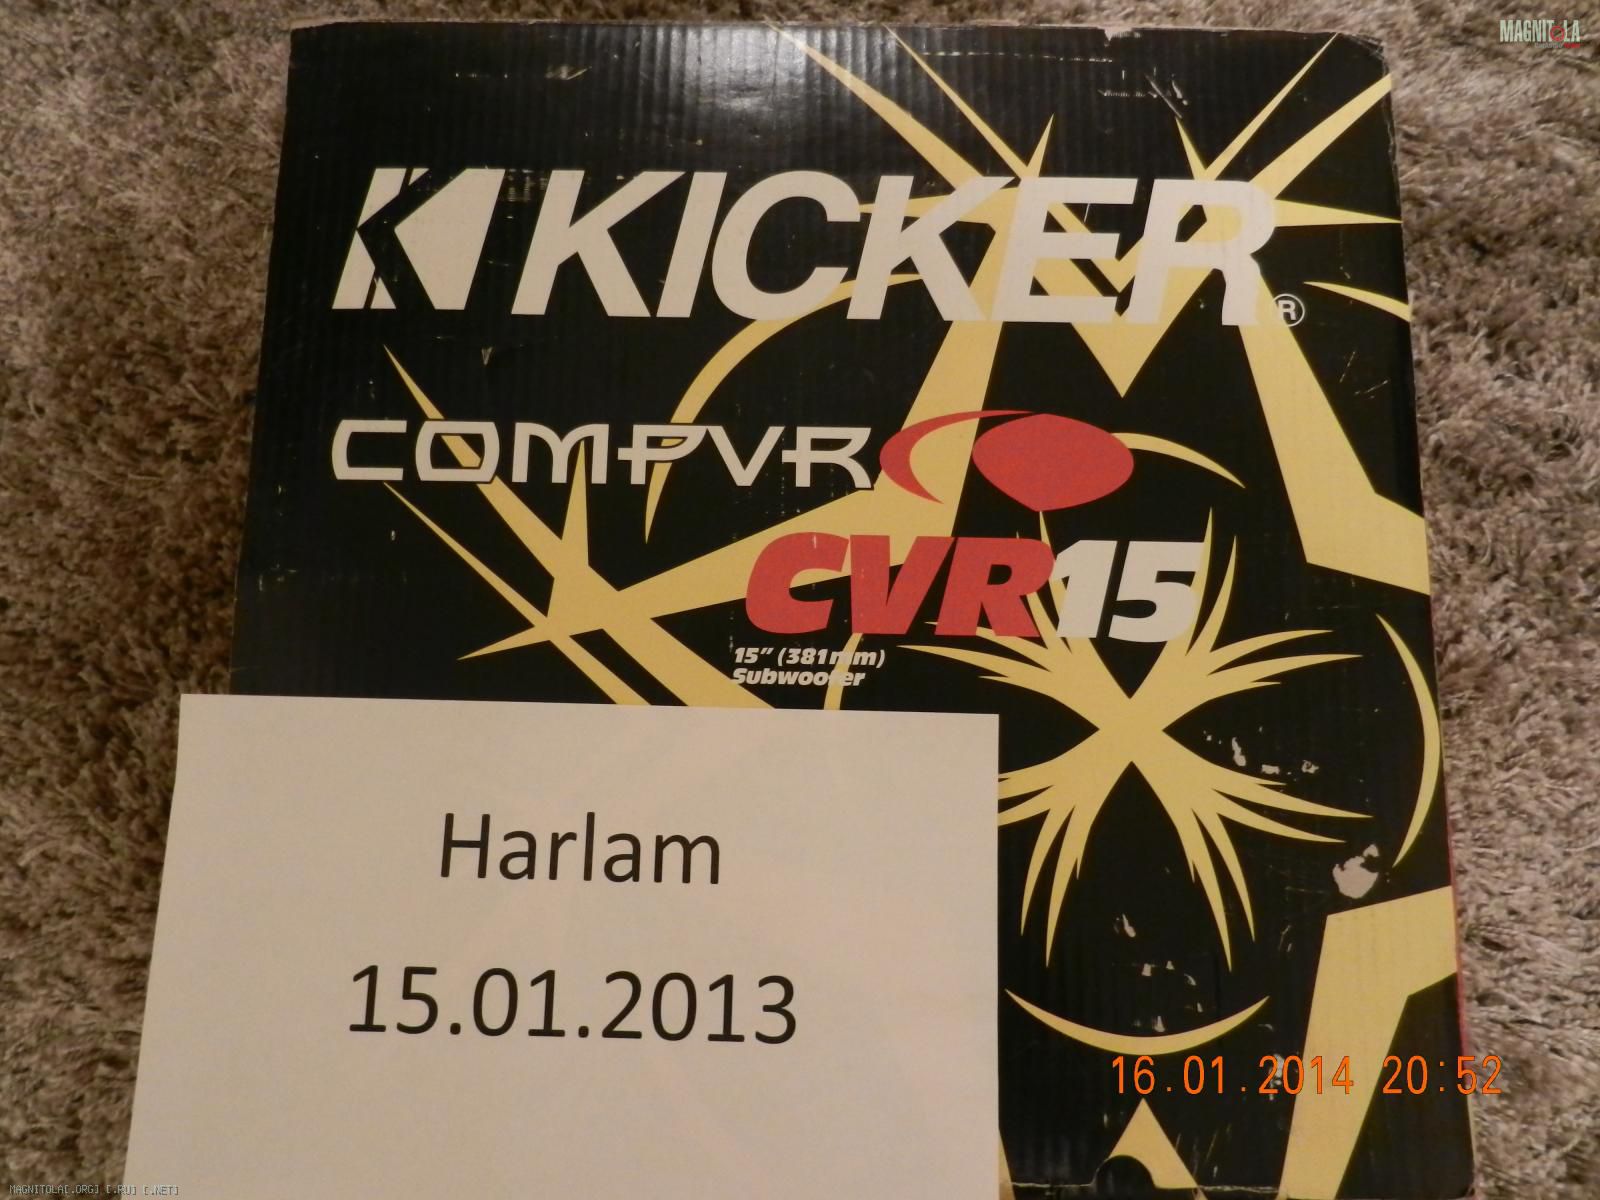 MAGNITOLA
KICKER®
COMPVR
CVR15
15” (381mm)
Subwoofer
Harlam
15.01.2013
16.01.2014 20:52
MAGNITOLA[.ORG] [.RU] [.NET]